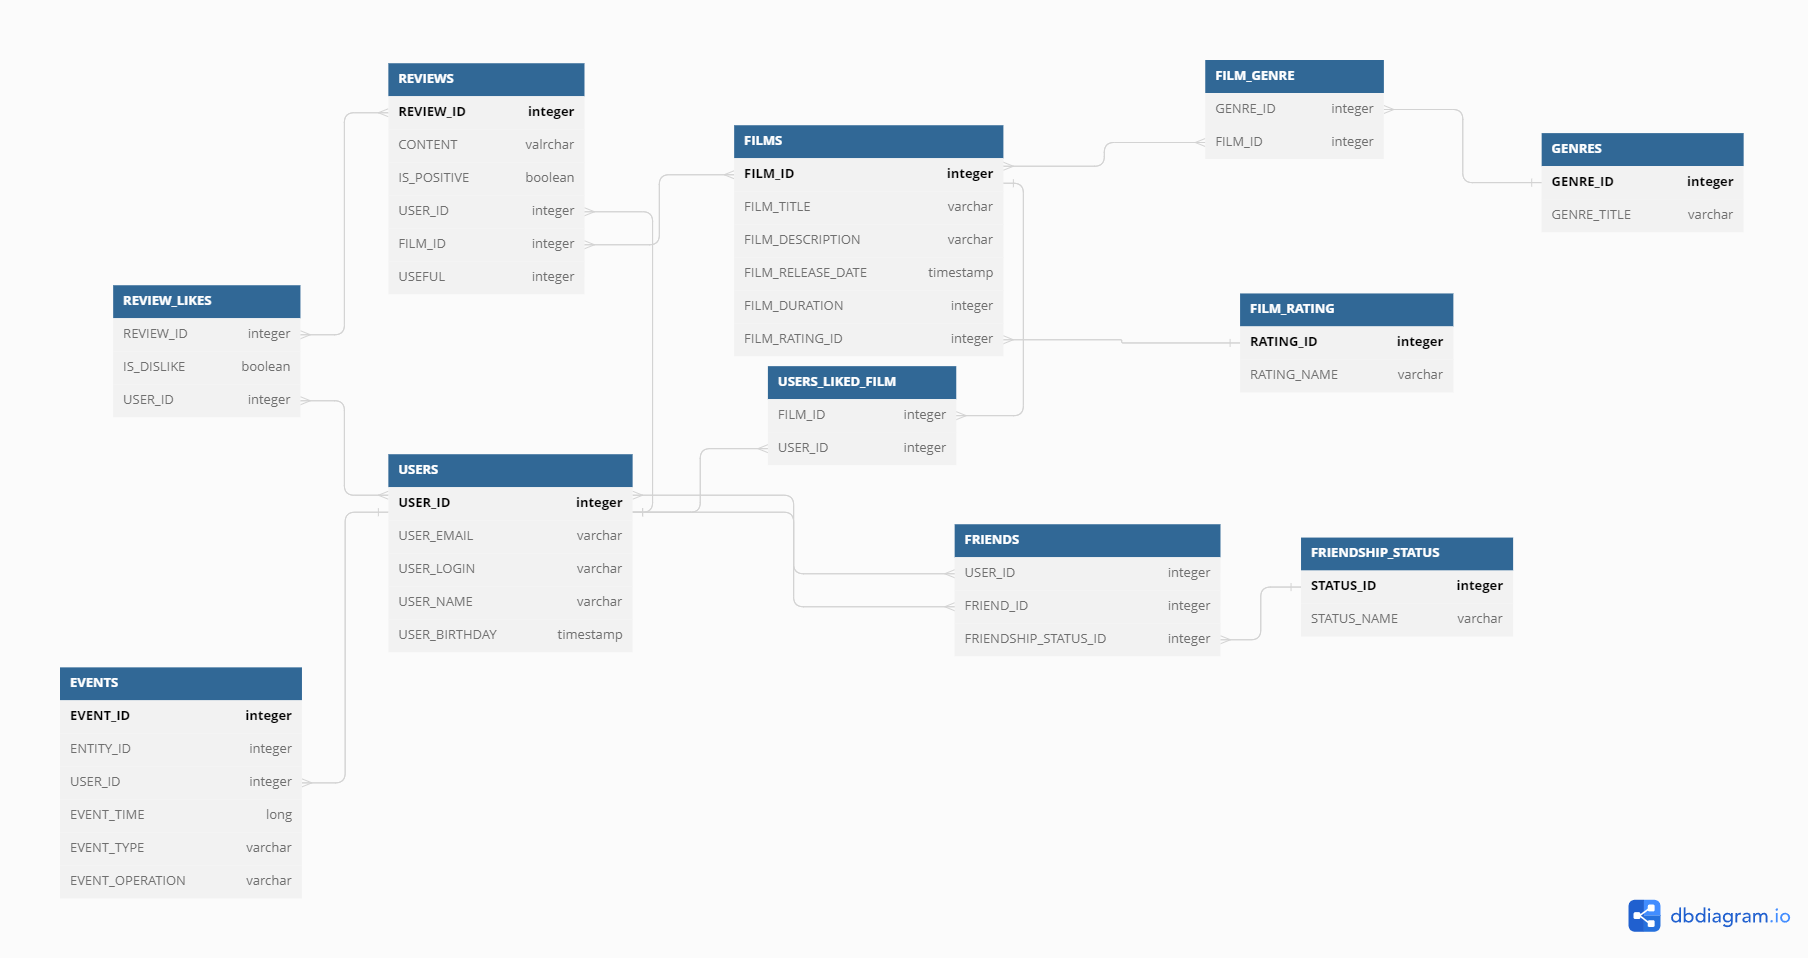 REVIEWS
REVIEW_ID integer
CONTENT valrchar
IS_POSITIVE boolean
USER_ID integer
FILM_ID integer
USEFUL integer
FILMS
FILM_ID integer
FILM_TITLE varchar
FILM_DESCRIPTION varchar
FILM_RELEASE_DATE timestamp
FILM_DURATION integer
FILM_RATING_ID integer
FILM_GENRE
GENRE_ID integer
FILM_ID integer
GENRES
GENRE_ID integer
GENRE_TITLE varchar
REVIEW_LIKES
REVIEW_ID integer
IS_DISLIKE boolean
USER_ID integer
FILM_RATING
RATING_ID integer
RATING_NAME varchar
USERS_LIKED_FILM
FILM_ID integer
USER_ID integer
USERS
USER_ID integer
USER_EMAIL varchar
USER_LOGIN varchar
USER_NAME varchar
USER_BIRTHDAY timestamp
FRIENDS
USER_ID integer
FRIEND_ID integer
FRIENDSHIP_STATUS_ID integer
FRIENDSHIP_STATUS
STATUS_ID integer
STATUS_NAME varchar
EVENTS
EVENT_ID integer
ENTITY_ID integer
USER_ID integer
EVENT_TIME long
EVENT_TYPE varchar
EVENT_OPERATION varchar
dbdiagram.io